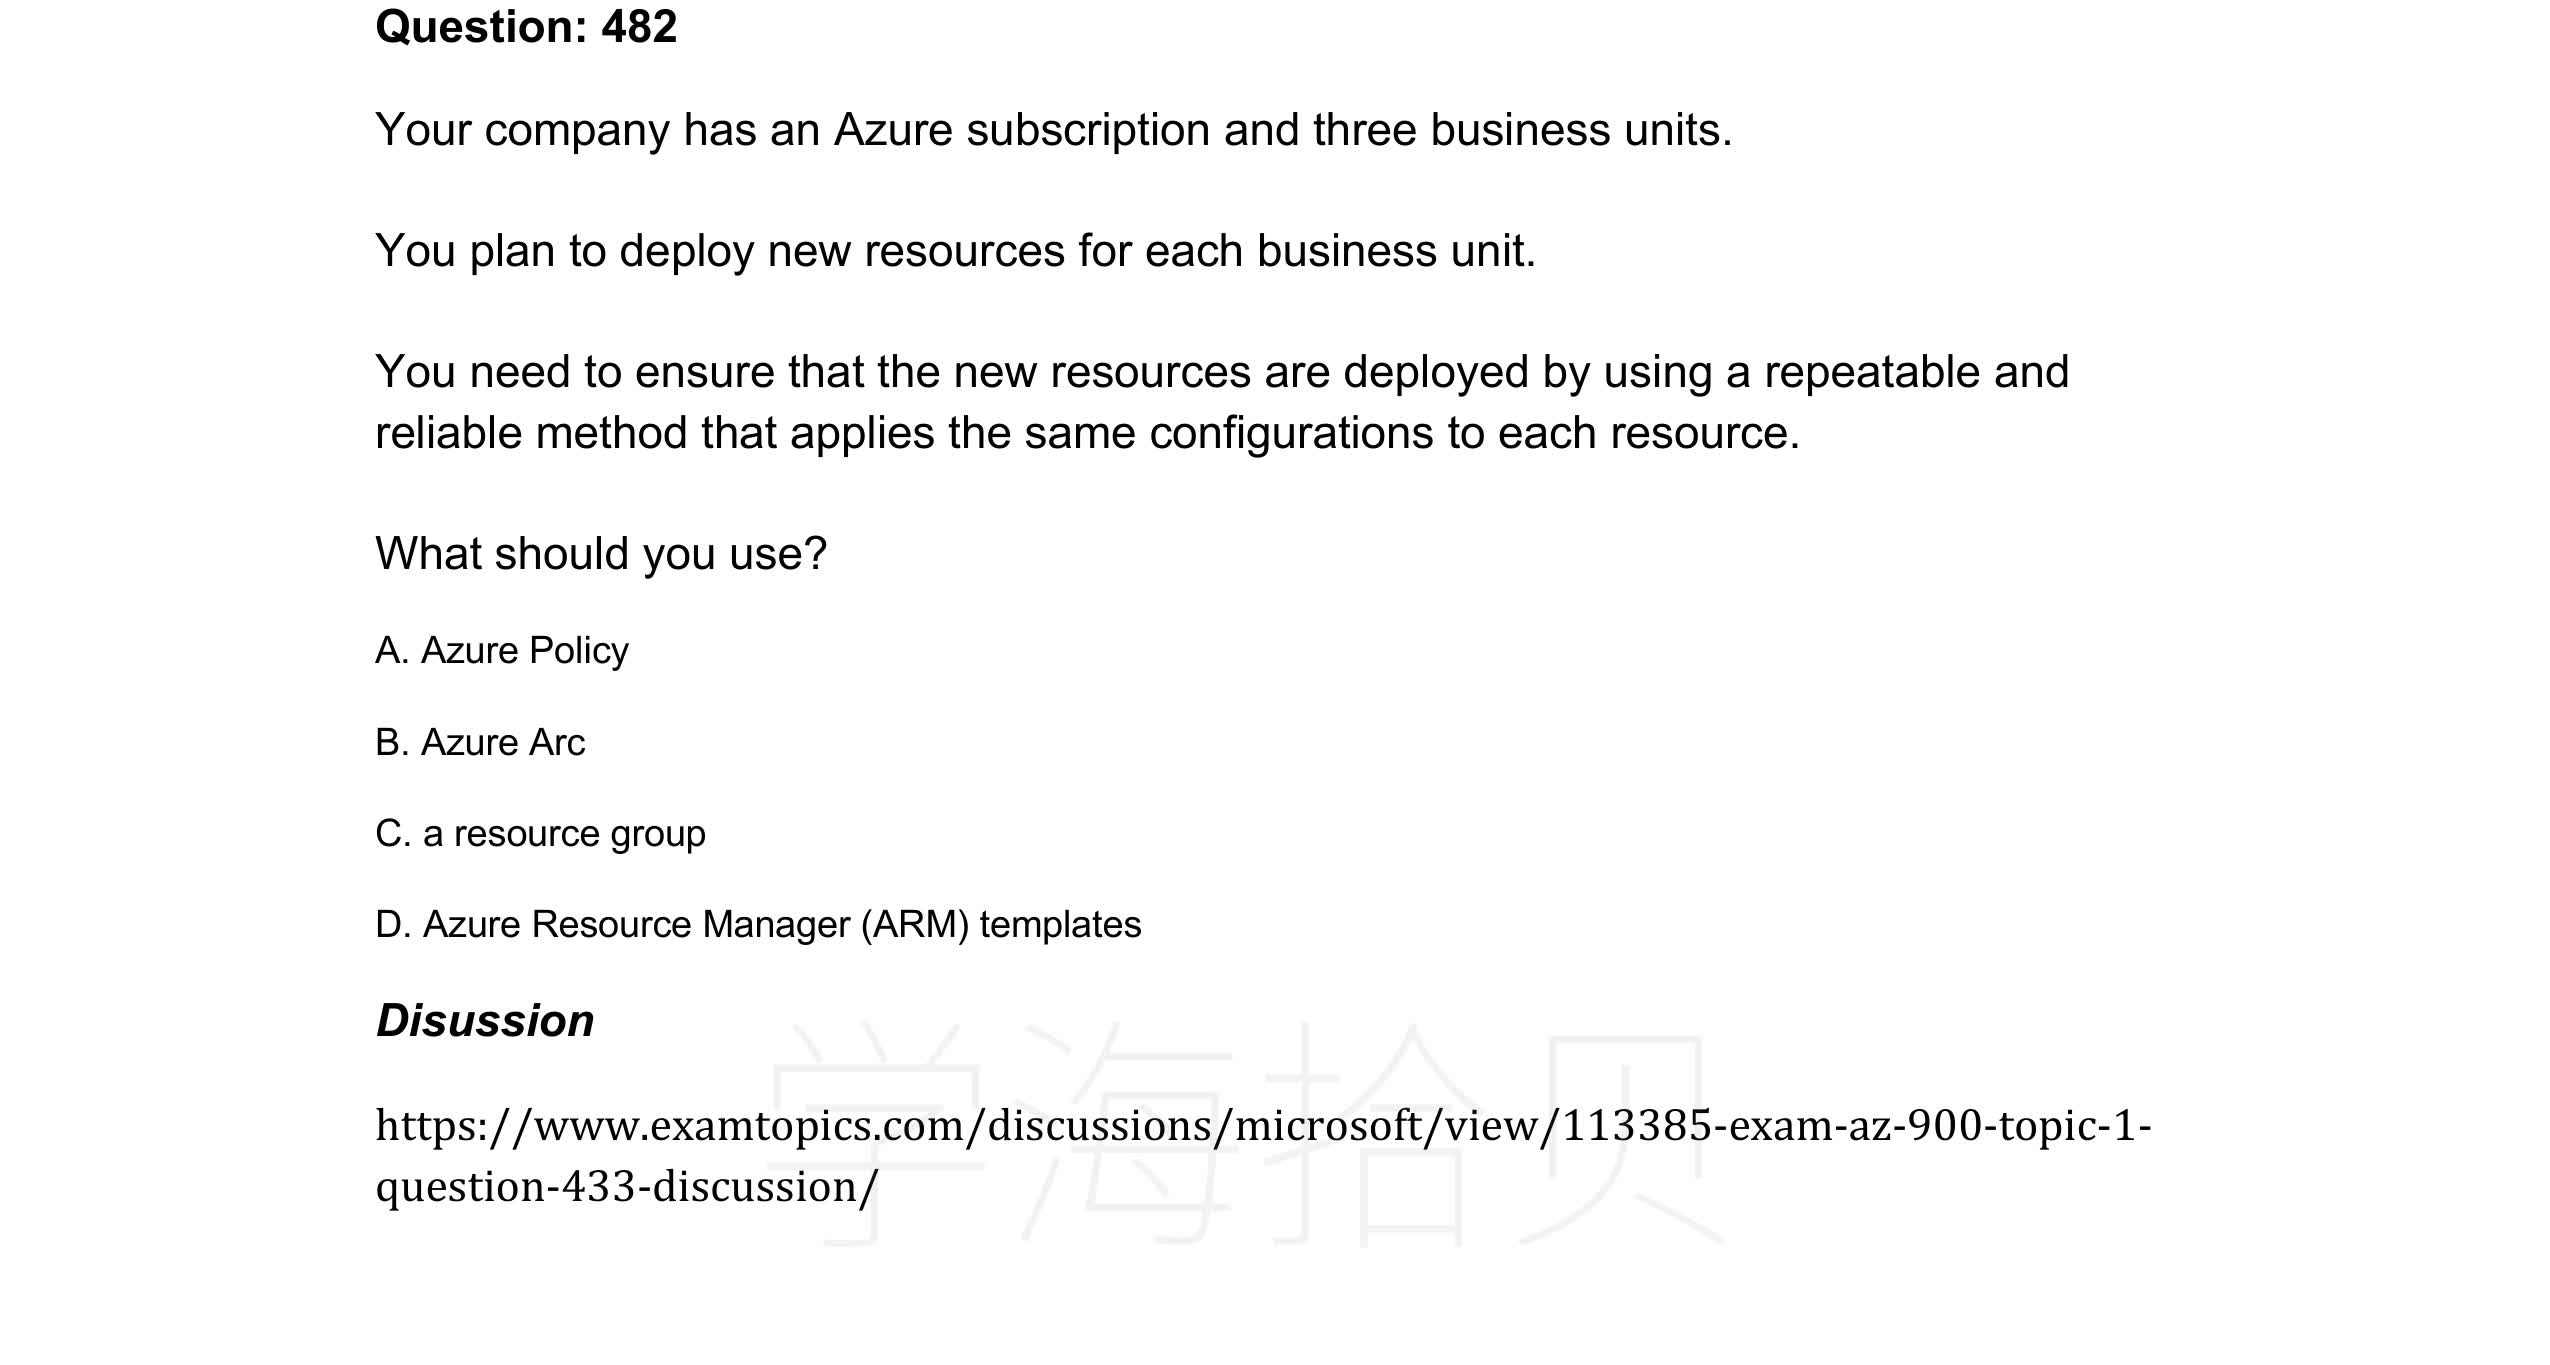 Question: 482
Your company has an Azure subscription and three business units.
You plan to deploy new resources for each business unit.
You need to ensure that the new resources are deployed by using a repeatable and
reliable method that applies the same configurations to each resource.
What should you use?
A. Azure Policy
B. Azure Arc
C. a resource group
D. Azure Resource Manager (ARM) templates
Disussion
学海拾贝
https://www.examtopics.com/discussions/microsoft/view/113385-exam-az-900-topic-1-
question-433-discussion/